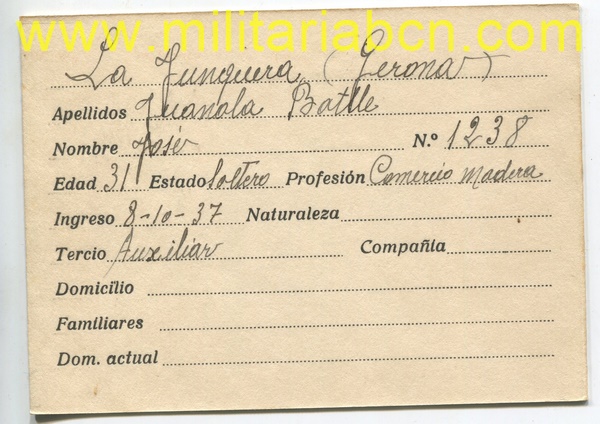 www.militariabcn.com
La Junquera (Gerona)
Apellidos Juanola Batlle
Nombre José N.º 1238
Edad 31 Estado Soltero Profesión Comercio madera
Ingreso 8-10-37 Naturaleza
Tercio Auxiliar Compañía
Domicilio
Familiares
Dom. actual